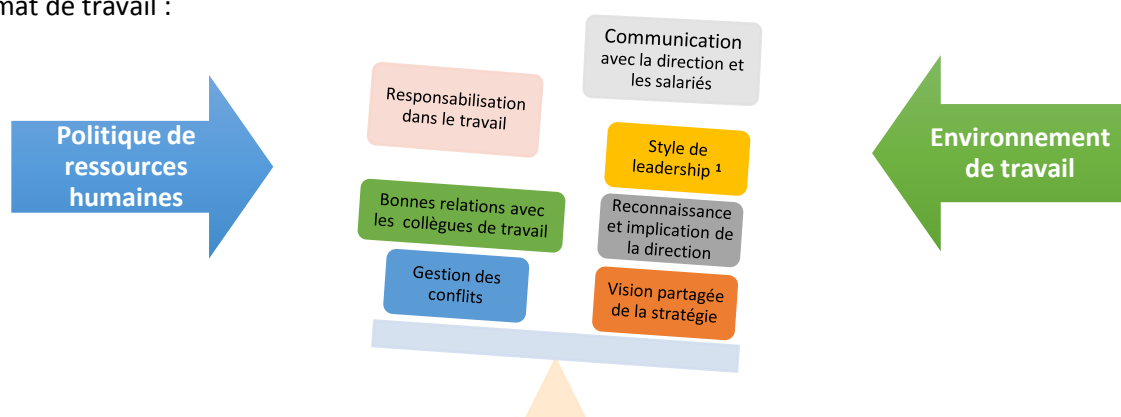 mat de travail :
Politique de
ressources
humaines
Responsabilisation
dans le travail
Bonnes relations avec
les collègues de travail
Gestion des
conflits
Communication
avec la direction et
les salariés
Style de
leadership ¹
Reconnaissance
et implication de
la direction
Vision partagée
de la stratégie
Environnement
de travail